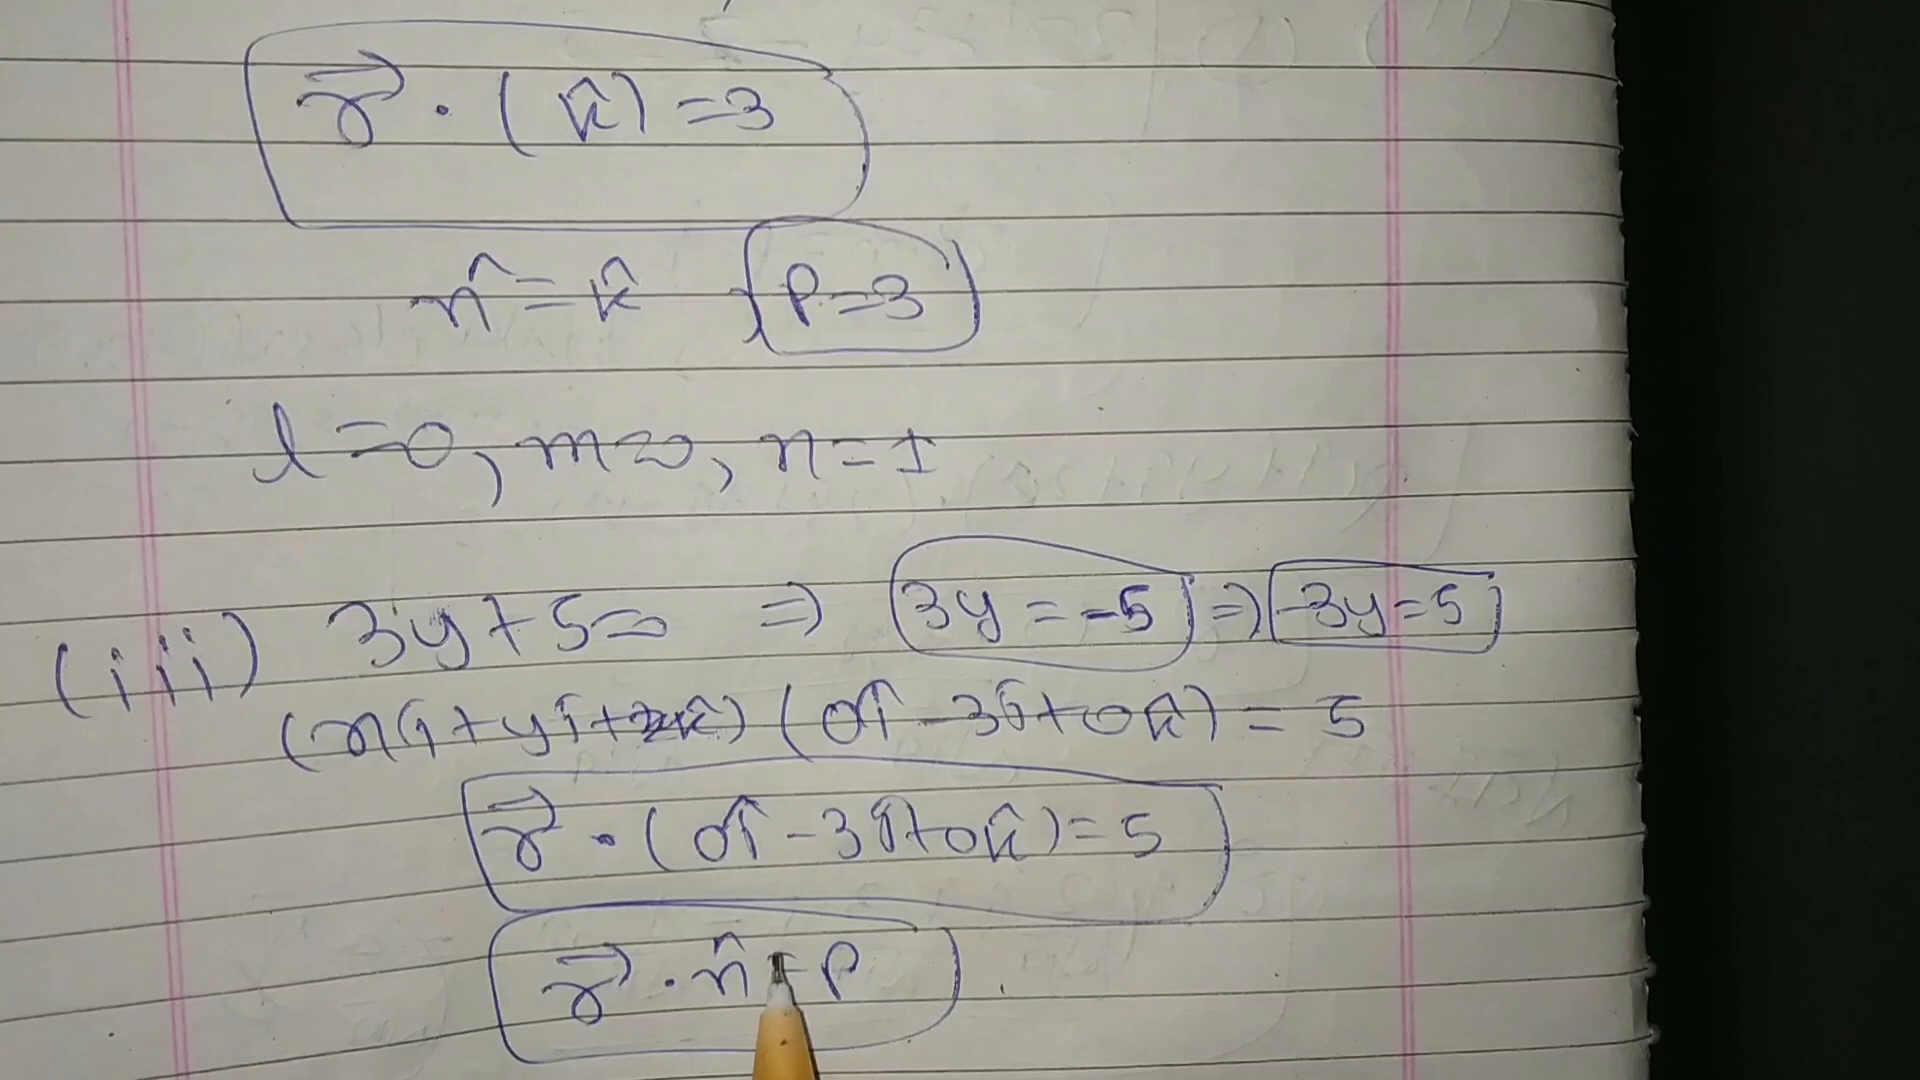 r⃗ · (k̂) = 3
n̂ = k̂ , P = 3
l = 0, m = 0, n = 1
(iii) 3y + 5 = 0 ⇒ 3y = -5 ⇒ -3y = 5
(xî + yĵ + zk̂) (0î - 3ĵ + 0k̂) = 5
r⃗ · (0î - 3ĵ + 0k̂) = 5
r⃗ · n̂ = P